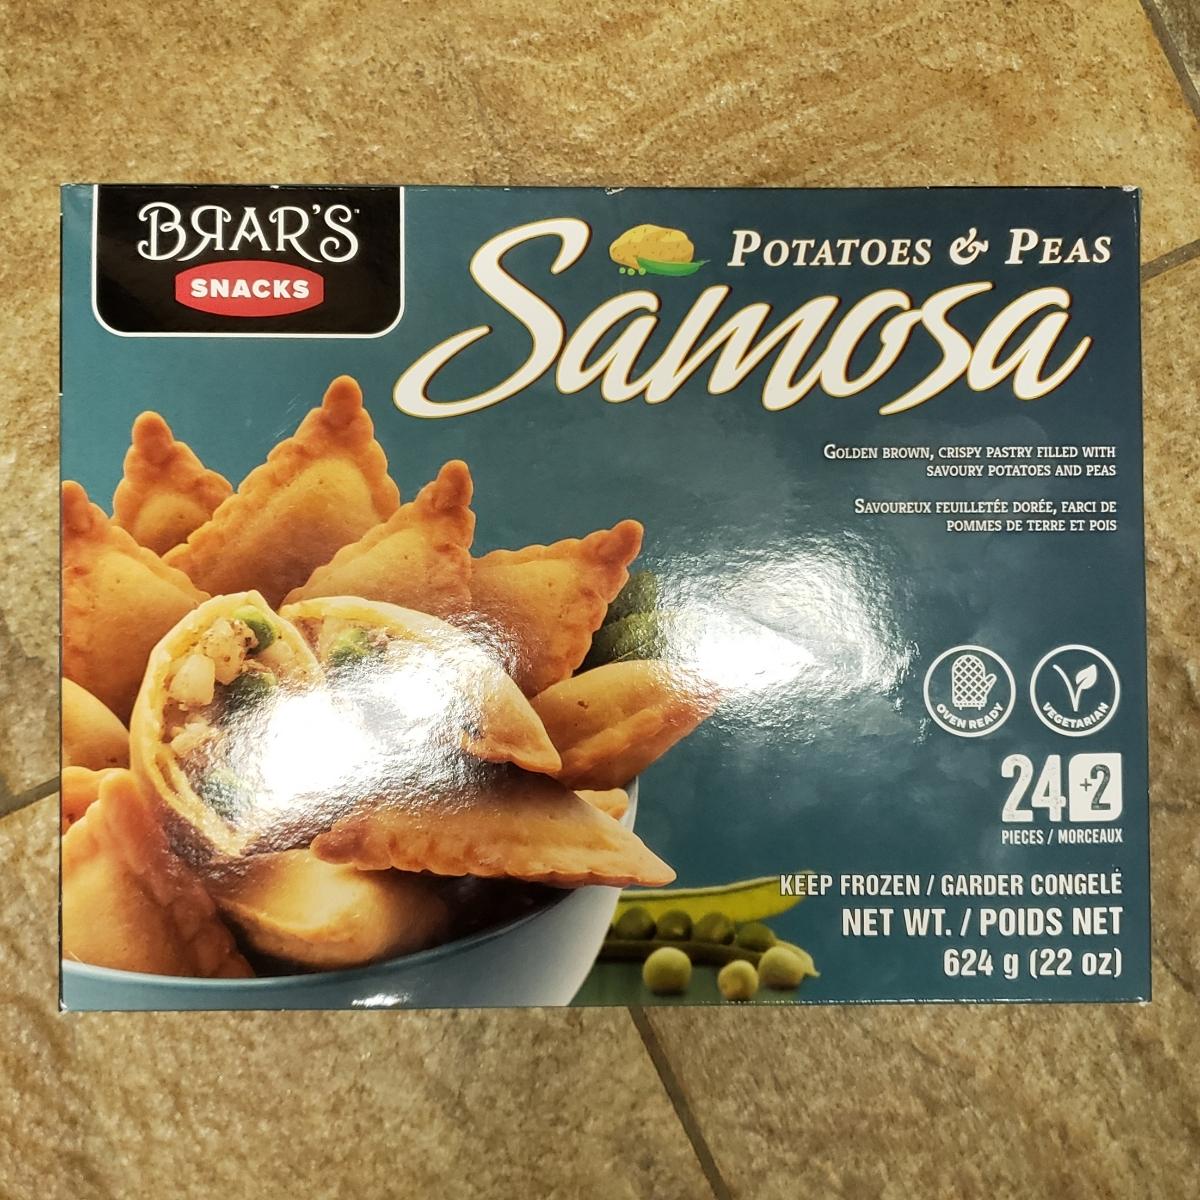 BRAR'S™
SNACKS
POTATOES & PEAS
Samosa
GOLDEN BROWN, CRISPY PASTRY FILLED WITH
SAVOURY POTATOES AND PEAS
SAVOUREUX FEUILLETÉE DORÉE, FARCI DE
POMMES DE TERRE ET POIS
OVEN READY
VEGETARIAN
24 +2
PIECES / MORCEAUX
KEEP FROZEN / GARDER CONGELÉ
NET WT. / POIDS NET
624 g (22 oz)